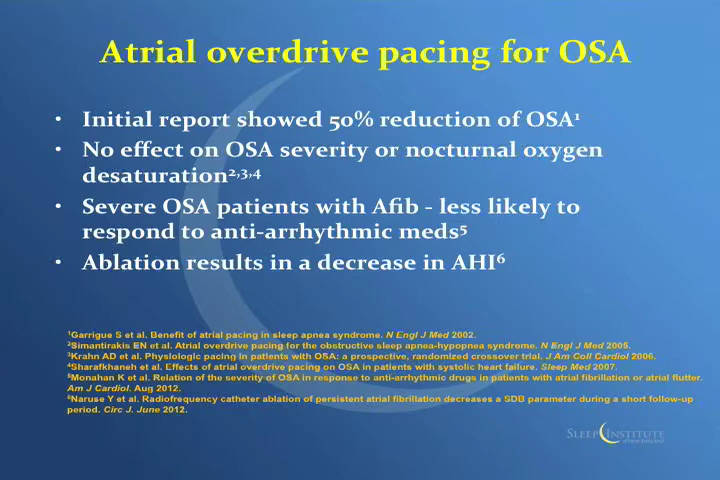 Atrial overdrive pacing for OSA
• Initial report showed 50% reduction of OSA¹
• No effect on OSA severity or nocturnal oxygen
desaturation²,³,⁴
• Severe OSA patients with Afib - less likely to
respond to anti-arrhythmic meds⁵
• Ablation results in a decrease in AHI⁶
¹Garrigue S et al. Benefit of atrial pacing in sleep apnea syndrome. N Engl J Med 2002.
²Simantirakis EN et al. Atrial overdrive pacing for the obstructive sleep apnea-hypopnea syndrome. N Engl J Med 2005.
³Krahn AD et al. Physiologic pacing in patients with OSA: a prospective, randomized crossover trial. J Am Coll Cardiol 2006.
⁴Sharafkhaneh et al. Effects of atrial overdrive pacing on OSA in patients with systolic heart failure. Sleep Med 2007.
⁵Monahan K et al. Relation of the severity of OSA in response to anti-arrhythmic drugs in patients with atrial fibrillation or atrial flutter.
Am J Cardiol. Aug 2012.
⁶Naruse Y et al. Radiofrequency catheter ablation of persistent atrial fibrillation decreases a SDB parameter during a short follow-up
period. Circ J. June 2012.
SLEEP INSTITUTE
of New England